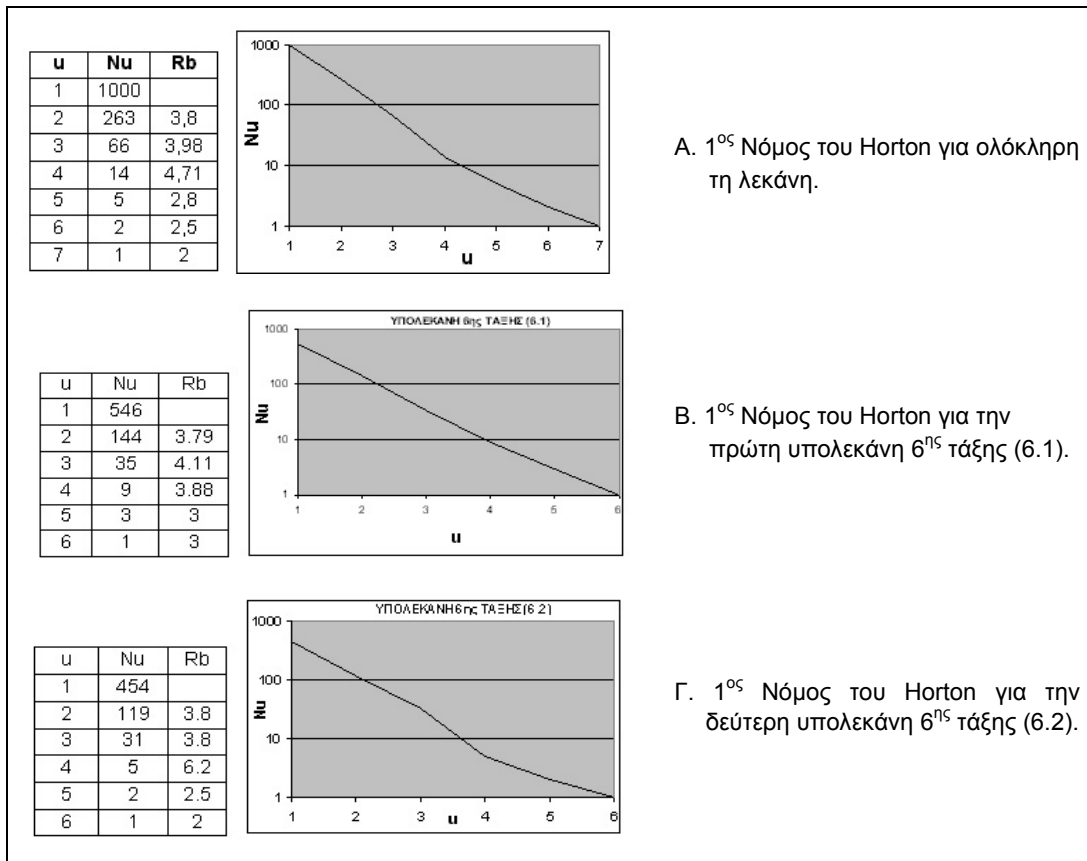 u Nu Rb
1 1000
2 263 3,8
3 66 3,98
4 14 4,71
5 5 2,8
6 2 2,5
7 1 2
1000
100
10
1
Nu
1 2 3 4 5 6 7
u
Α. 1ος Νόμος του Horton για ολόκληρη
τη λεκάνη.
ΥΠΟΛΕΚΑΝΗ 6ης ΤΑΞΗΣ (6.1)
u Nu Rb
1 546
2 144 3.79
3 35 4.11
4 9 3.88
5 3 3
6 1 3
1000
100
10
1
Nu
1 2 3 4 5 6
u
Β. 1ος Νόμος του Horton για την
πρώτη υπολεκάνη 6ης τάξης (6.1).
ΥΠΟΛΕΚΑΝΗ 6ης ΤΑΞΗΣ (6.2)
u Nu Rb
1 454
2 119 3.8
3 31 3.8
4 5 6.2
5 2 2.5
6 1 2
1000
100
10
1
Nu
1 2 3 4 5 6
u
Γ. 1ος Νόμος του Horton για την
δεύτερη υπολεκάνη 6ης τάξης (6.2).